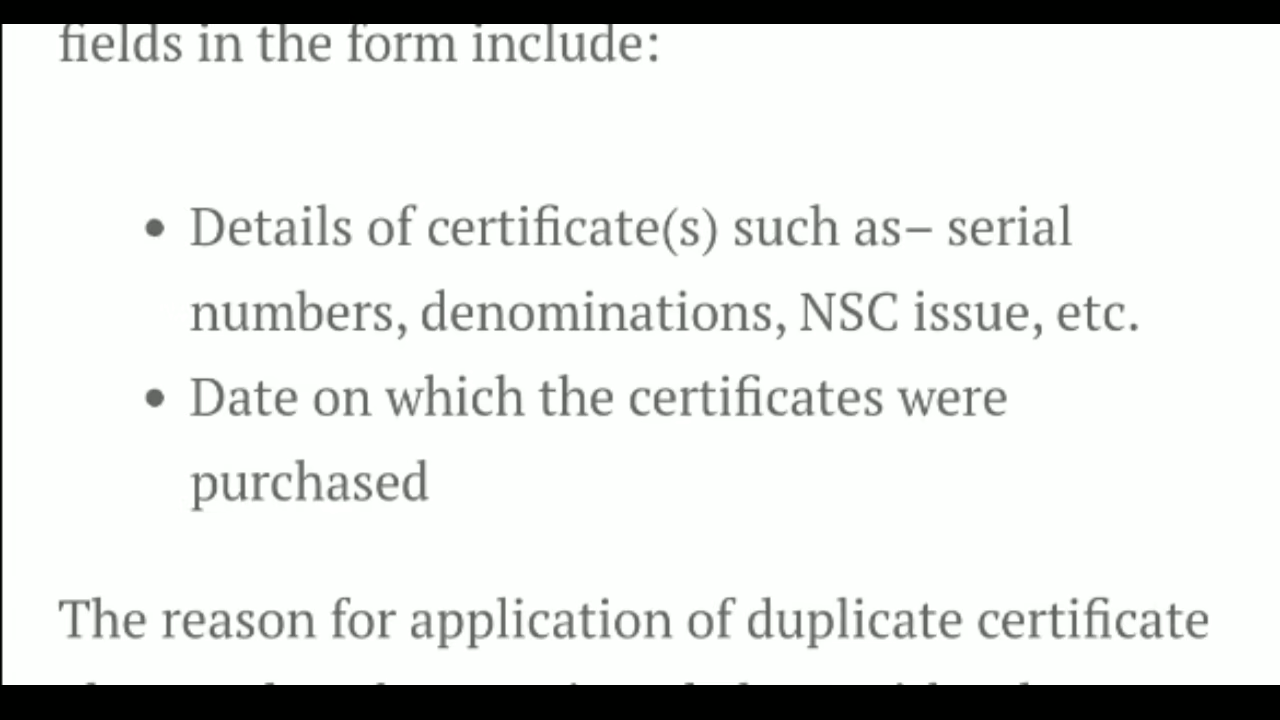 fields in the form include:
• Details of certificate(s) such as– serial
numbers, denominations, NSC issue, etc.
• Date on which the certificates were
purchased
The reason for application of duplicate certificate